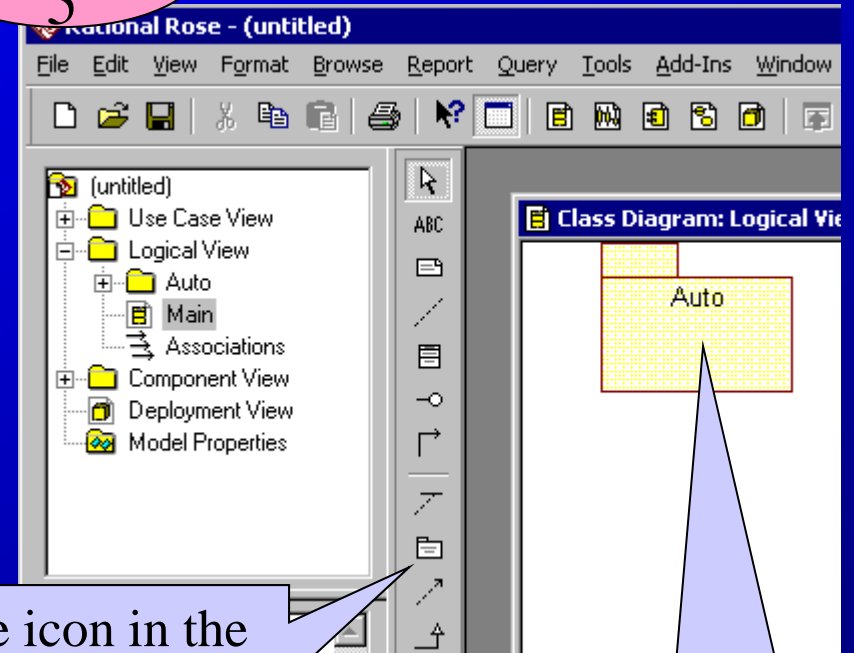 5
Rational Rose - (untitled)
File Edit View Format Browse Report Query Tools Add-Ins Window
(untitled)
Use Case View
Logical View
Auto
Main
Associations
Component View
Deployment View
Model Properties
ABC
Class Diagram: Logical Vie
Auto
e icon in the